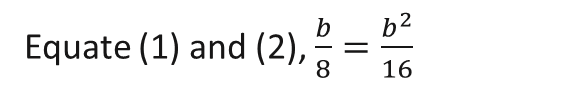 Equate (1) and (2), b/8 = b²/16